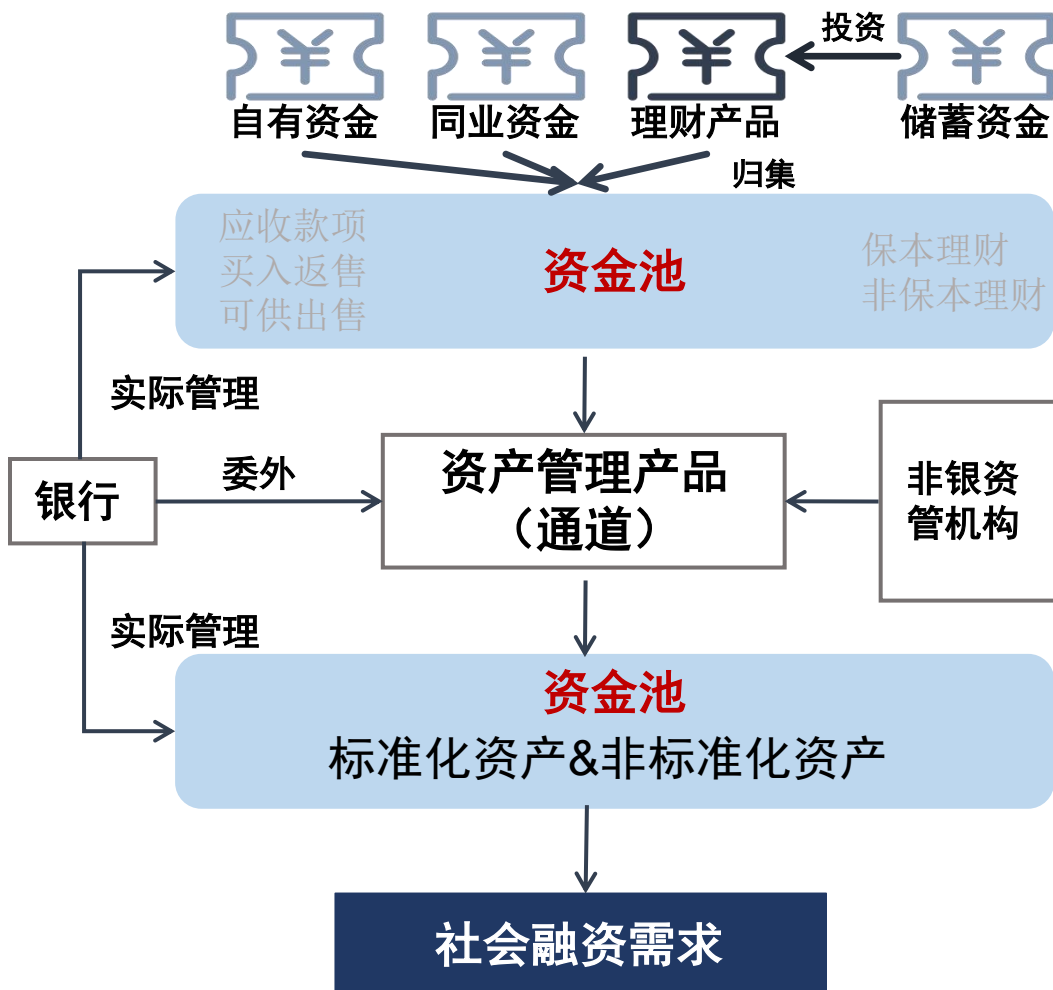 投资
自有资金
同业资金
理财产品
储蓄资金
归集
应收款项
买入返售
可供出售
资金池
保本理财
非保本理财
实际管理
银行
委外
资产管理产品
（通道）
非银资
管机构
实际管理
资金池
标准化资产&非标准化资产
社会融资需求